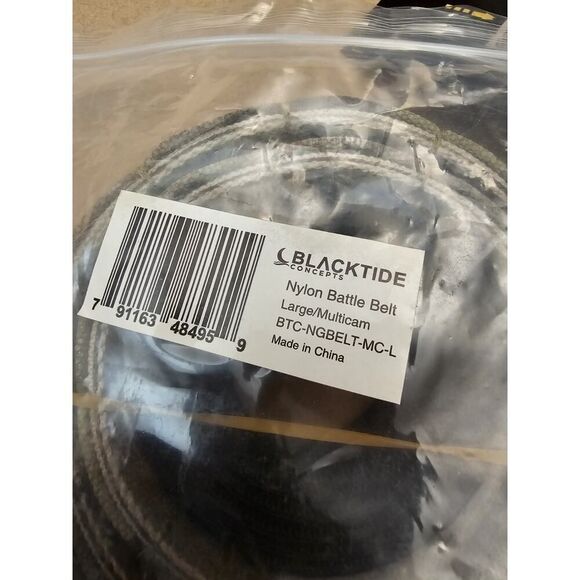 BLACKTIDE
CONCEPTS
Nylon Battle Belt
Large/Multicam
BTC-NGBELT-MC-L
Made in China
7 91163 48495 9